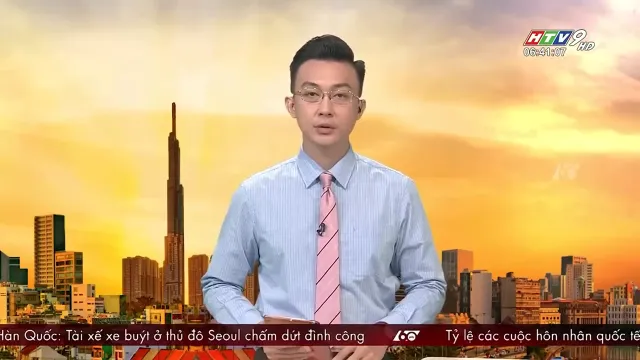 HTV9 HD
06:41:07
Hàn Quốc: Tài xế xe buýt ở thủ đô Seoul chấm dứt đình công 60 Tỷ lệ các cuộc hôn nhân quốc tế